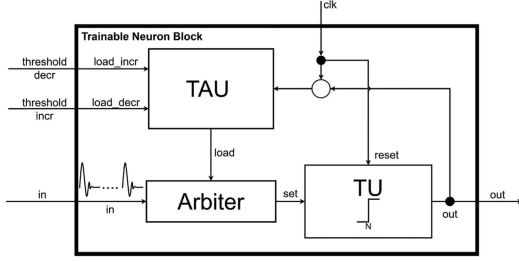 clk
Trainable Neuron Block
threshold
decr
load_incr
TAU
threshold
incr
load_decr
load
reset
in
in
Arbiter
set
TU
N
out
out